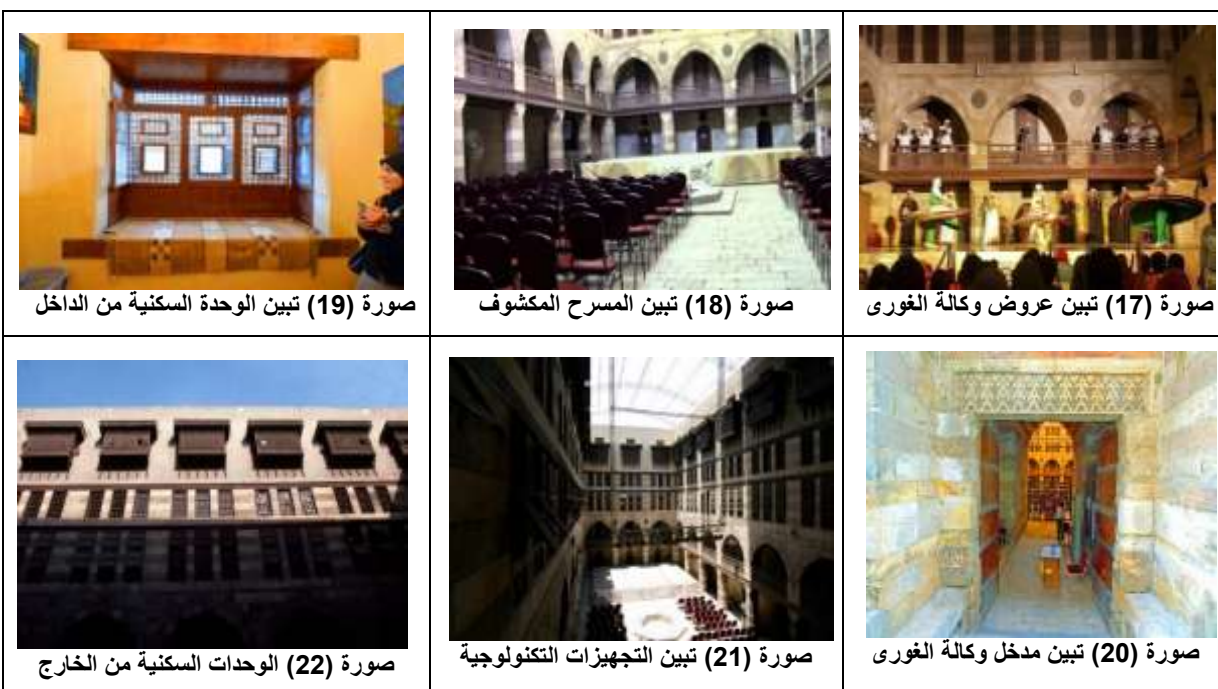 صورة (17) تبين عروض وكالة الغورى
صورة (18) تبين المسرح المكشوف
صورة (19) تبين الوحدة السكنية من الداخل
صورة (20) تبين مدخل وكالة الغورى
صورة (21) تبين التجهيزات التكنولوجية
صورة (22) الوحدات السكنية من الخارج